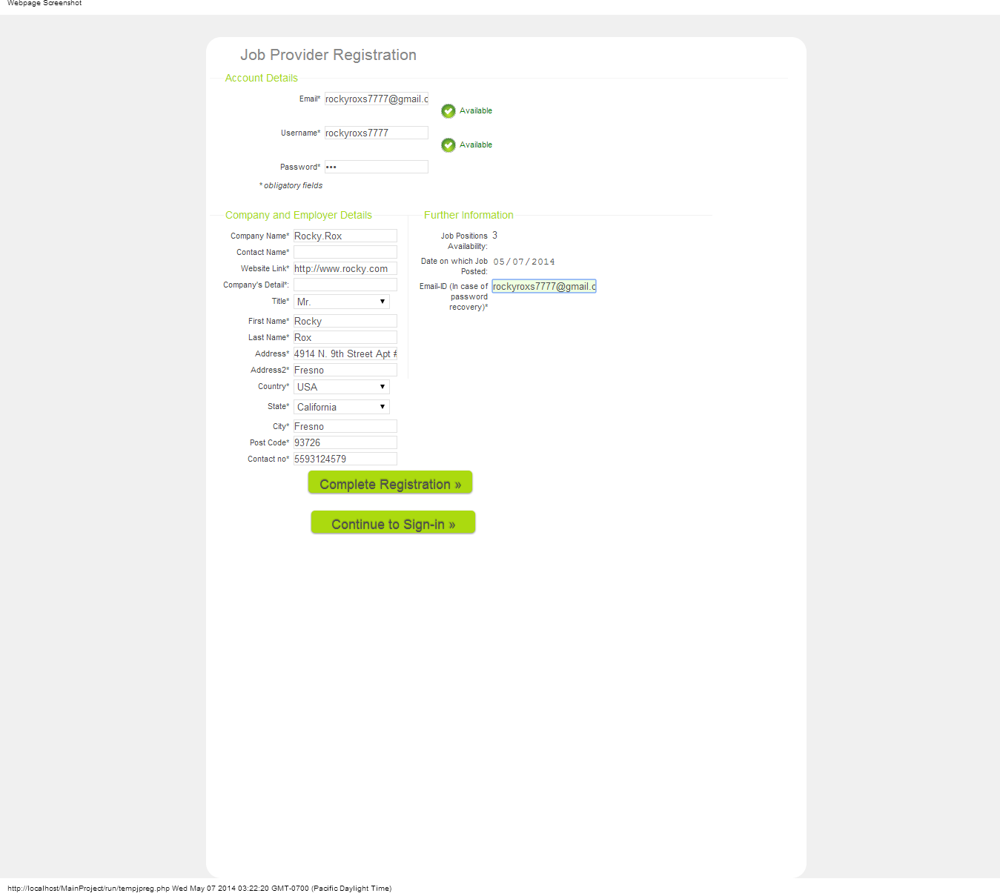 Webpage Screenshot
Job Provider Registration
Account Details
Email* rockyroxs7777@gmail.c
Available
Username* rockyroxs7777
Available
Password* •••
* obligatory fields
Company and Employer Details
Company Name* Rocky.Rox
Contact Name*
Website Link* http://www.rocky.com
Company's Detail*:
Title* Mr.
First Name* Rocky
Last Name* Rox
Address* 4914 N. 9th Street Apt #
Address2* Fresno
Country* USA
State* California
City* Fresno
Post Code* 93726
Contact no* 5593124579
Further Information
Job Positions 3
Availability:
Date on which Job 05/07/2014
Posted:
Email-ID (In case of rockyroxs7777@gmail.c
password
recovery)*
Complete Registration »
Continue to Sign-in »
http://localhost/MainProject/run/tempjpreg.php Wed May 07 2014 03:22:20 GMT-0700 (Pacific Daylight Time)